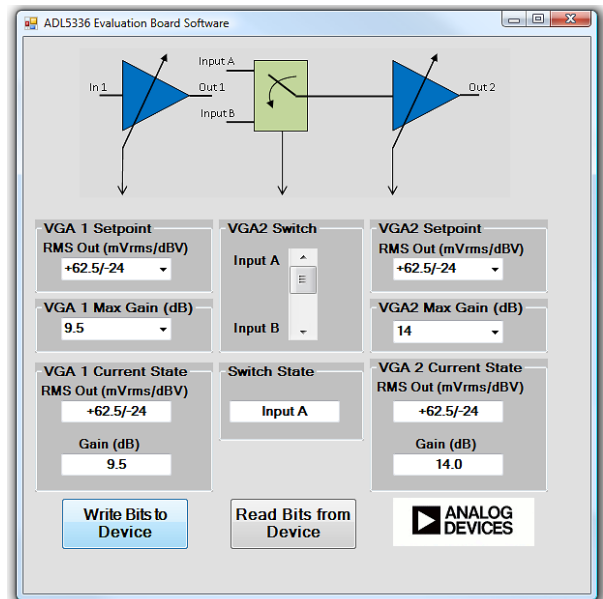 ADL5336 Evaluation Board Software
Input A
In 1
Out 1
Out 2
Input B
VGA 1 Setpoint
RMS Out (mVrms/dBV)
+62.5/-24
VGA 1 Max Gain (dB)
9.5
VGA 1 Current State
RMS Out (mVrms/dBV)
+62.5/-24
Gain (dB)
9.5
VGA2 Switch
Input A
Input B
Switch State
Input A
VGA2 Setpoint
RMS Out (mVrms/dBV)
+62.5/-24
VGA2 Max Gain (dB)
14
VGA 2 Current State
RMS Out (mVrms/dBV)
+62.5/-24
Gain (dB)
14.0
Write Bits to
Device
Read Bits from
Device
ANALOG
DEVICES